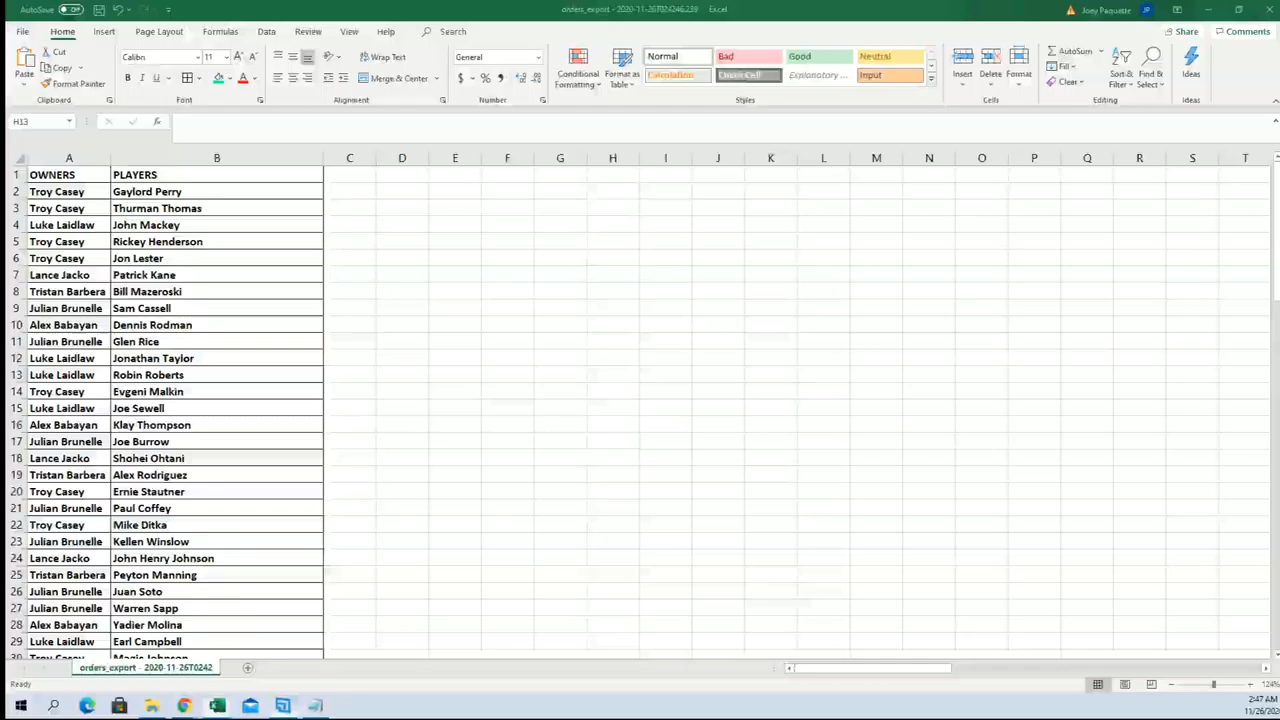 AutoSave Off orders_export - 2020-11-26T024246.239 - Excel Joey Paquette JP
File Home Insert Page Layout Formulas Data Review View Help Search Share Comments
Cut
Copy
Format Painter
Paste
Clipboard
Calibri 11
B I U
Font
Wrap Text
Merge & Center
Alignment
General
$ % ,
Number
Conditional Formatting
Format as Table
Normal Bad Good Neutral
Calculation Check Cell Explanatory ... Input
Styles
Insert Delete Format
Cells
AutoSum
Fill
Clear
Sort & Filter
Find & Select
Editing
Ideas
Ideas
H13 fx
A B C D E F G H I J K L M N O P Q R S T
1 OWNERS PLAYERS
2 Troy Casey Gaylord Perry
3 Troy Casey Thurman Thomas
4 Luke Laidlaw John Mackey
5 Troy Casey Rickey Henderson
6 Troy Casey Jon Lester
7 Lance Jacko Patrick Kane
8 Tristan Barbera Bill Mazeroski
9 Julian Brunelle Sam Cassell
10 Alex Babayan Dennis Rodman
11 Julian Brunelle Glen Rice
12 Luke Laidlaw Jonathan Taylor
13 Luke Laidlaw Robin Roberts
14 Troy Casey Evgeni Malkin
15 Luke Laidlaw Joe Sewell
16 Alex Babayan Klay Thompson
17 Julian Brunelle Joe Burrow
18 Lance Jacko Shohei Ohtani
19 Tristan Barbera Alex Rodriguez
20 Troy Casey Ernie Stautner
21 Julian Brunelle Paul Coffey
22 Troy Casey Mike Ditka
23 Julian Brunelle Kellen Winslow
24 Lance Jacko John Henry Johnson
25 Tristan Barbera Peyton Manning
26 Julian Brunelle Juan Soto
27 Julian Brunelle Warren Sapp
28 Alex Babayan Yadier Molina
29 Luke Laidlaw Earl Campbell
30 Troy Casey Magic Johnson
orders_export - 2020-11-26T0242
Ready 124%
2:47 AM
11/26/202